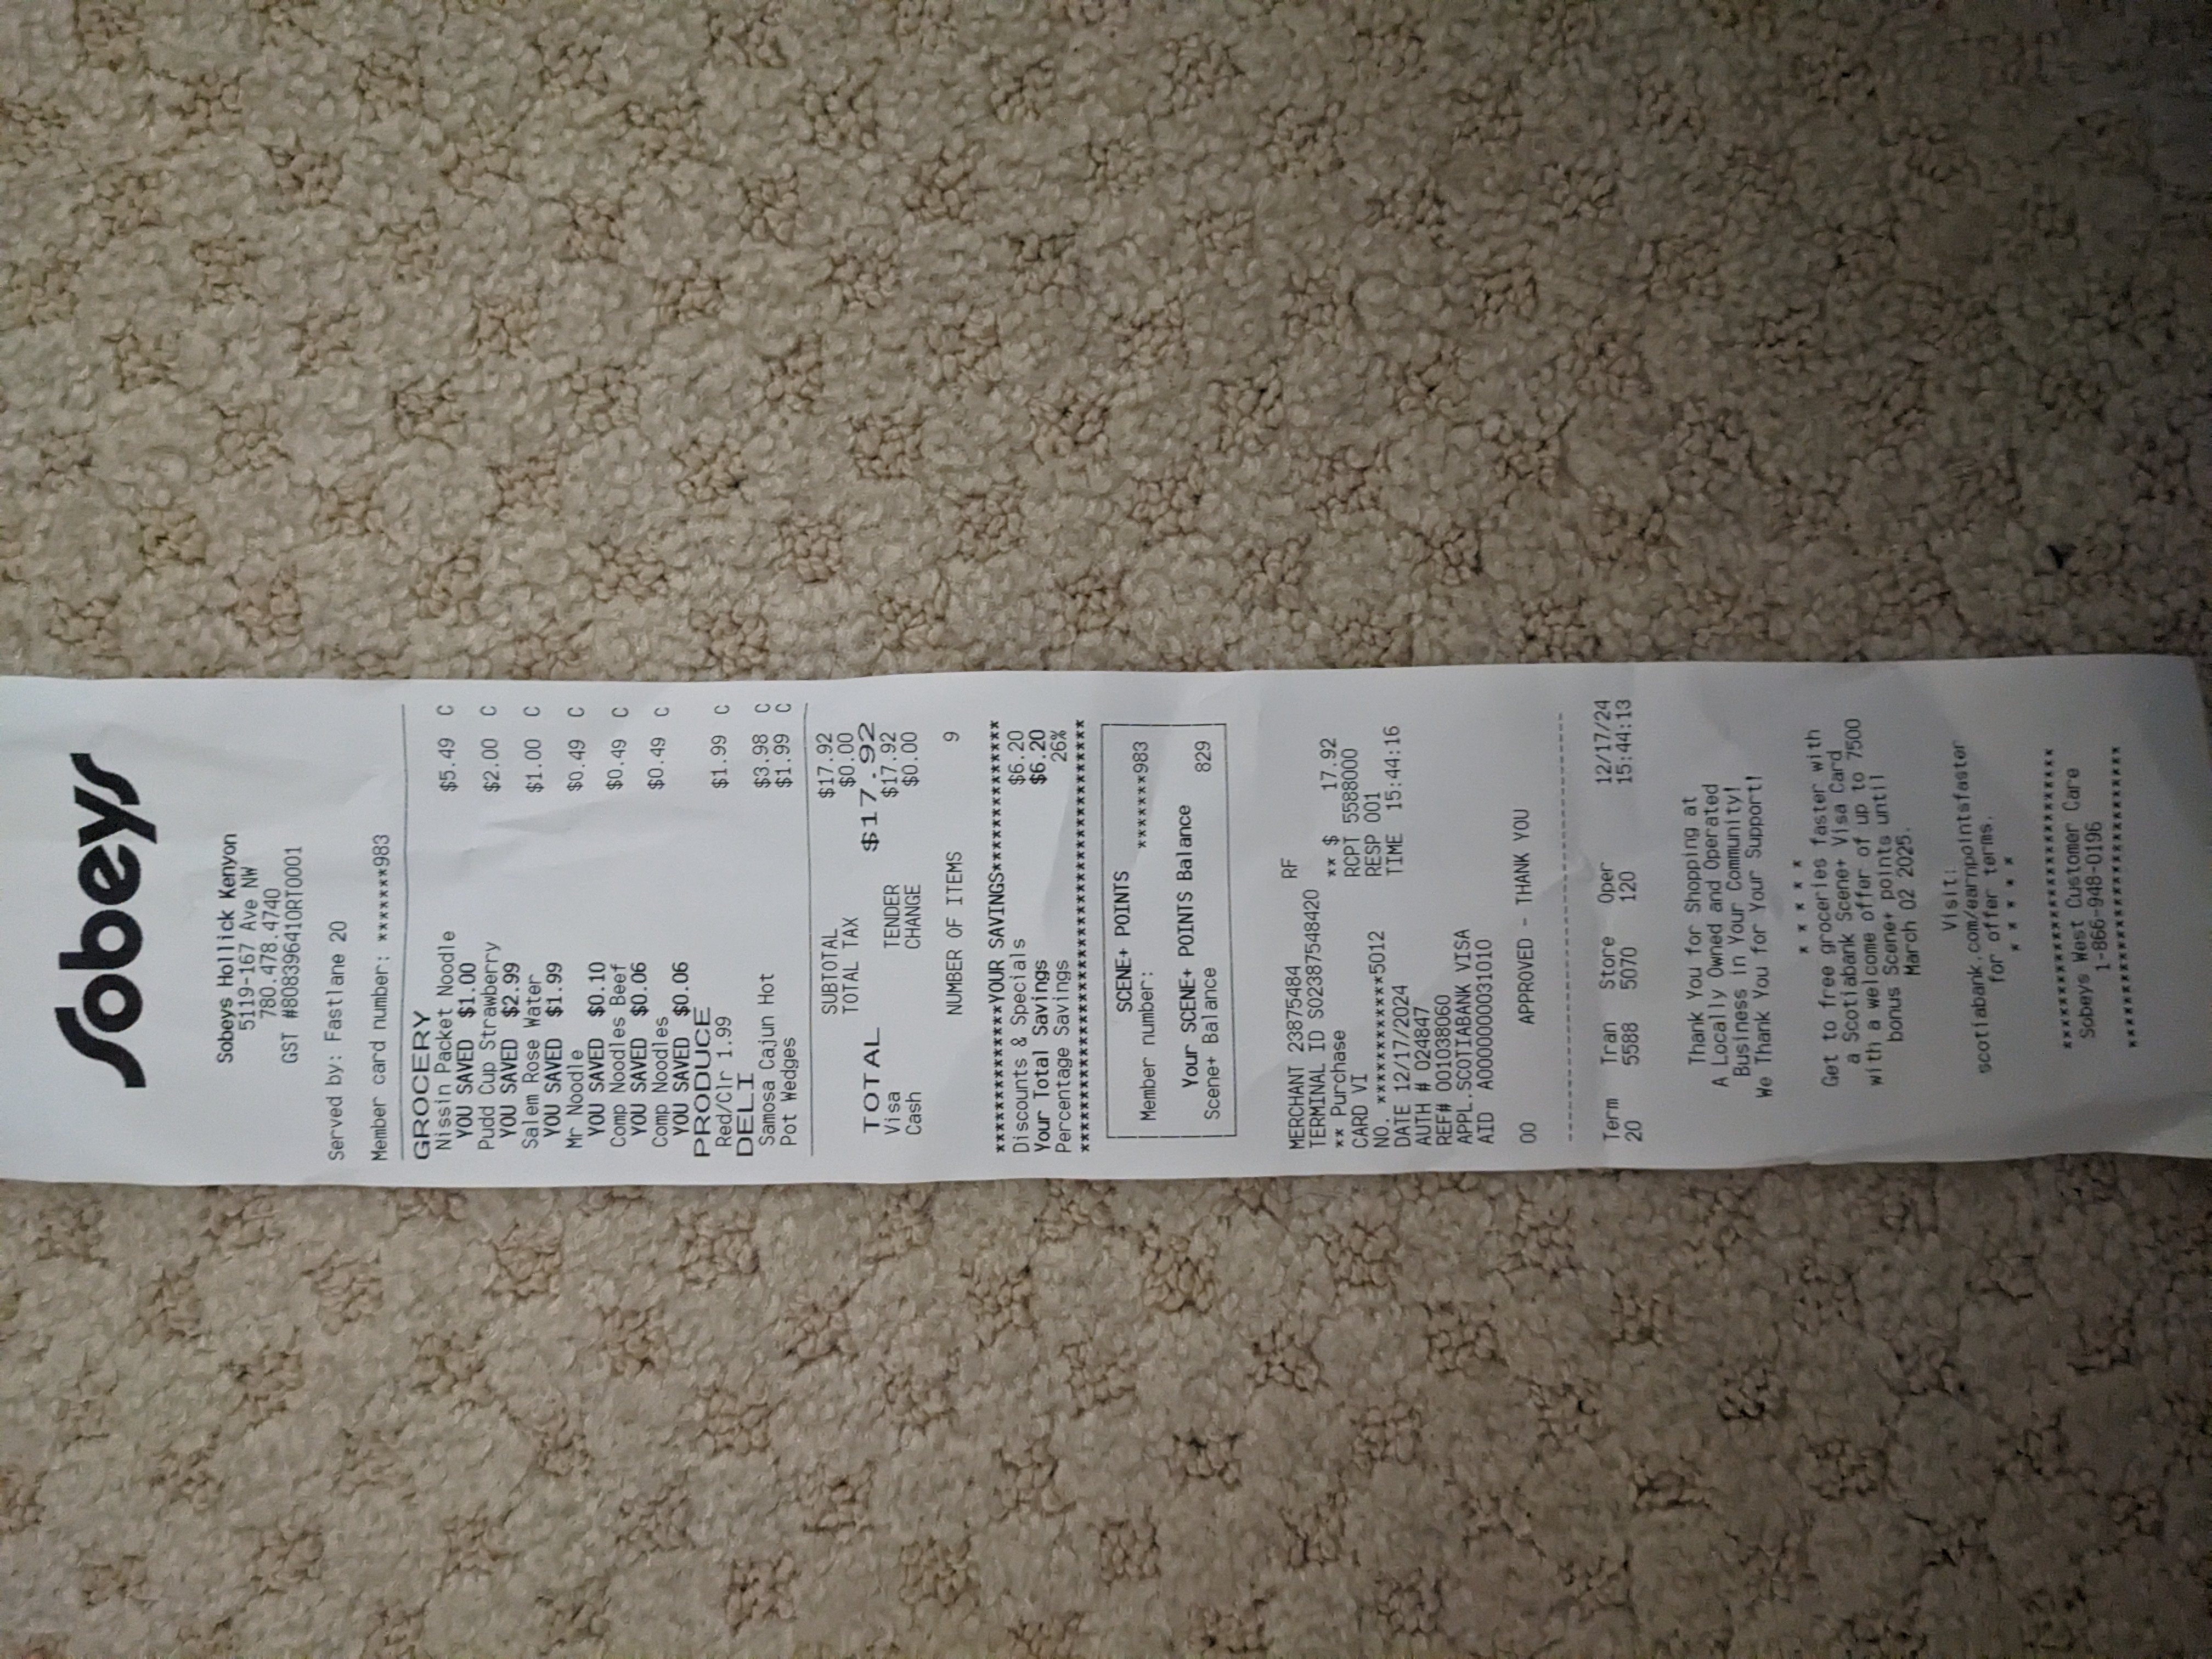 Sobeys
Sobeys Hollick Kenyon
5119-167 Ave NW
780.478.4740
GST #808396410RT0001
Served by: Fastlane 20
Member card number: ********983
GROCERY
Nissin Packet Noodle $5.49 C
YOU SAVED $1.00
Pudd Cup Strawberry $2.00 C
YOU SAVED $2.99
Salem Rose Water $1.00 C
YOU SAVED $1.99
Mr Noodle $0.49 C
YOU SAVED $0.10
Comp Noodles Beef $0.49 C
YOU SAVED $0.06
Comp Noodles $0.49 C
YOU SAVED $0.06
PRODUCE
Red/Clr 1.99 $1.99 C
DELI
Samosa Cajun Hot $3.98 C
Pot Wedges $1.99 C
SUBTOTAL $17.92
TOTAL TAX $0.00
TOTAL $17.92
Visa TENDER $17.92
Cash CHANGE $0.00
NUMBER OF ITEMS 9
**************YOUR SAVINGS**************
Discounts & Specials $6.20
Your Total Savings $6.20
Percentage Savings 26%
****************************************
SCENE+ POINTS
Member number: ********983
Your SCENE+ POINTS Balance
Scene+ Balance 829
MERCHANT 23875484 RF
TERMINAL ID S02387548420
** Purchase ** $ 17.92
CARD VI RCPT 5588000
NO. ************5012 RESP 001
DATE 12/17/2024 TIME 15:44:16
AUTH # 024847
REF# 001038060
APPL.SCOTIABANK VISA
AID A0000000031010
00 APPROVED - THANK YOU
----------------------------------------
Term Tran Store Oper 12/17/24
20 5588 5070 120 15:44:13
Thank You for Shopping at
A Locally Owned and Operated
Business in Your Community!
We Thank You for Your Support!
* * * * *
Get to free groceries faster with
a Scotiabank Scene+ Visa Card
with a welcome offer of up to 7500
bonus Scene+ points until
March 02 2025.
Visit:
scotiabank.com/earnpointsfaster
for offer terms.
* * * * *
****************************
Sobeys West Customer Care
1-866-948-0196
****************************